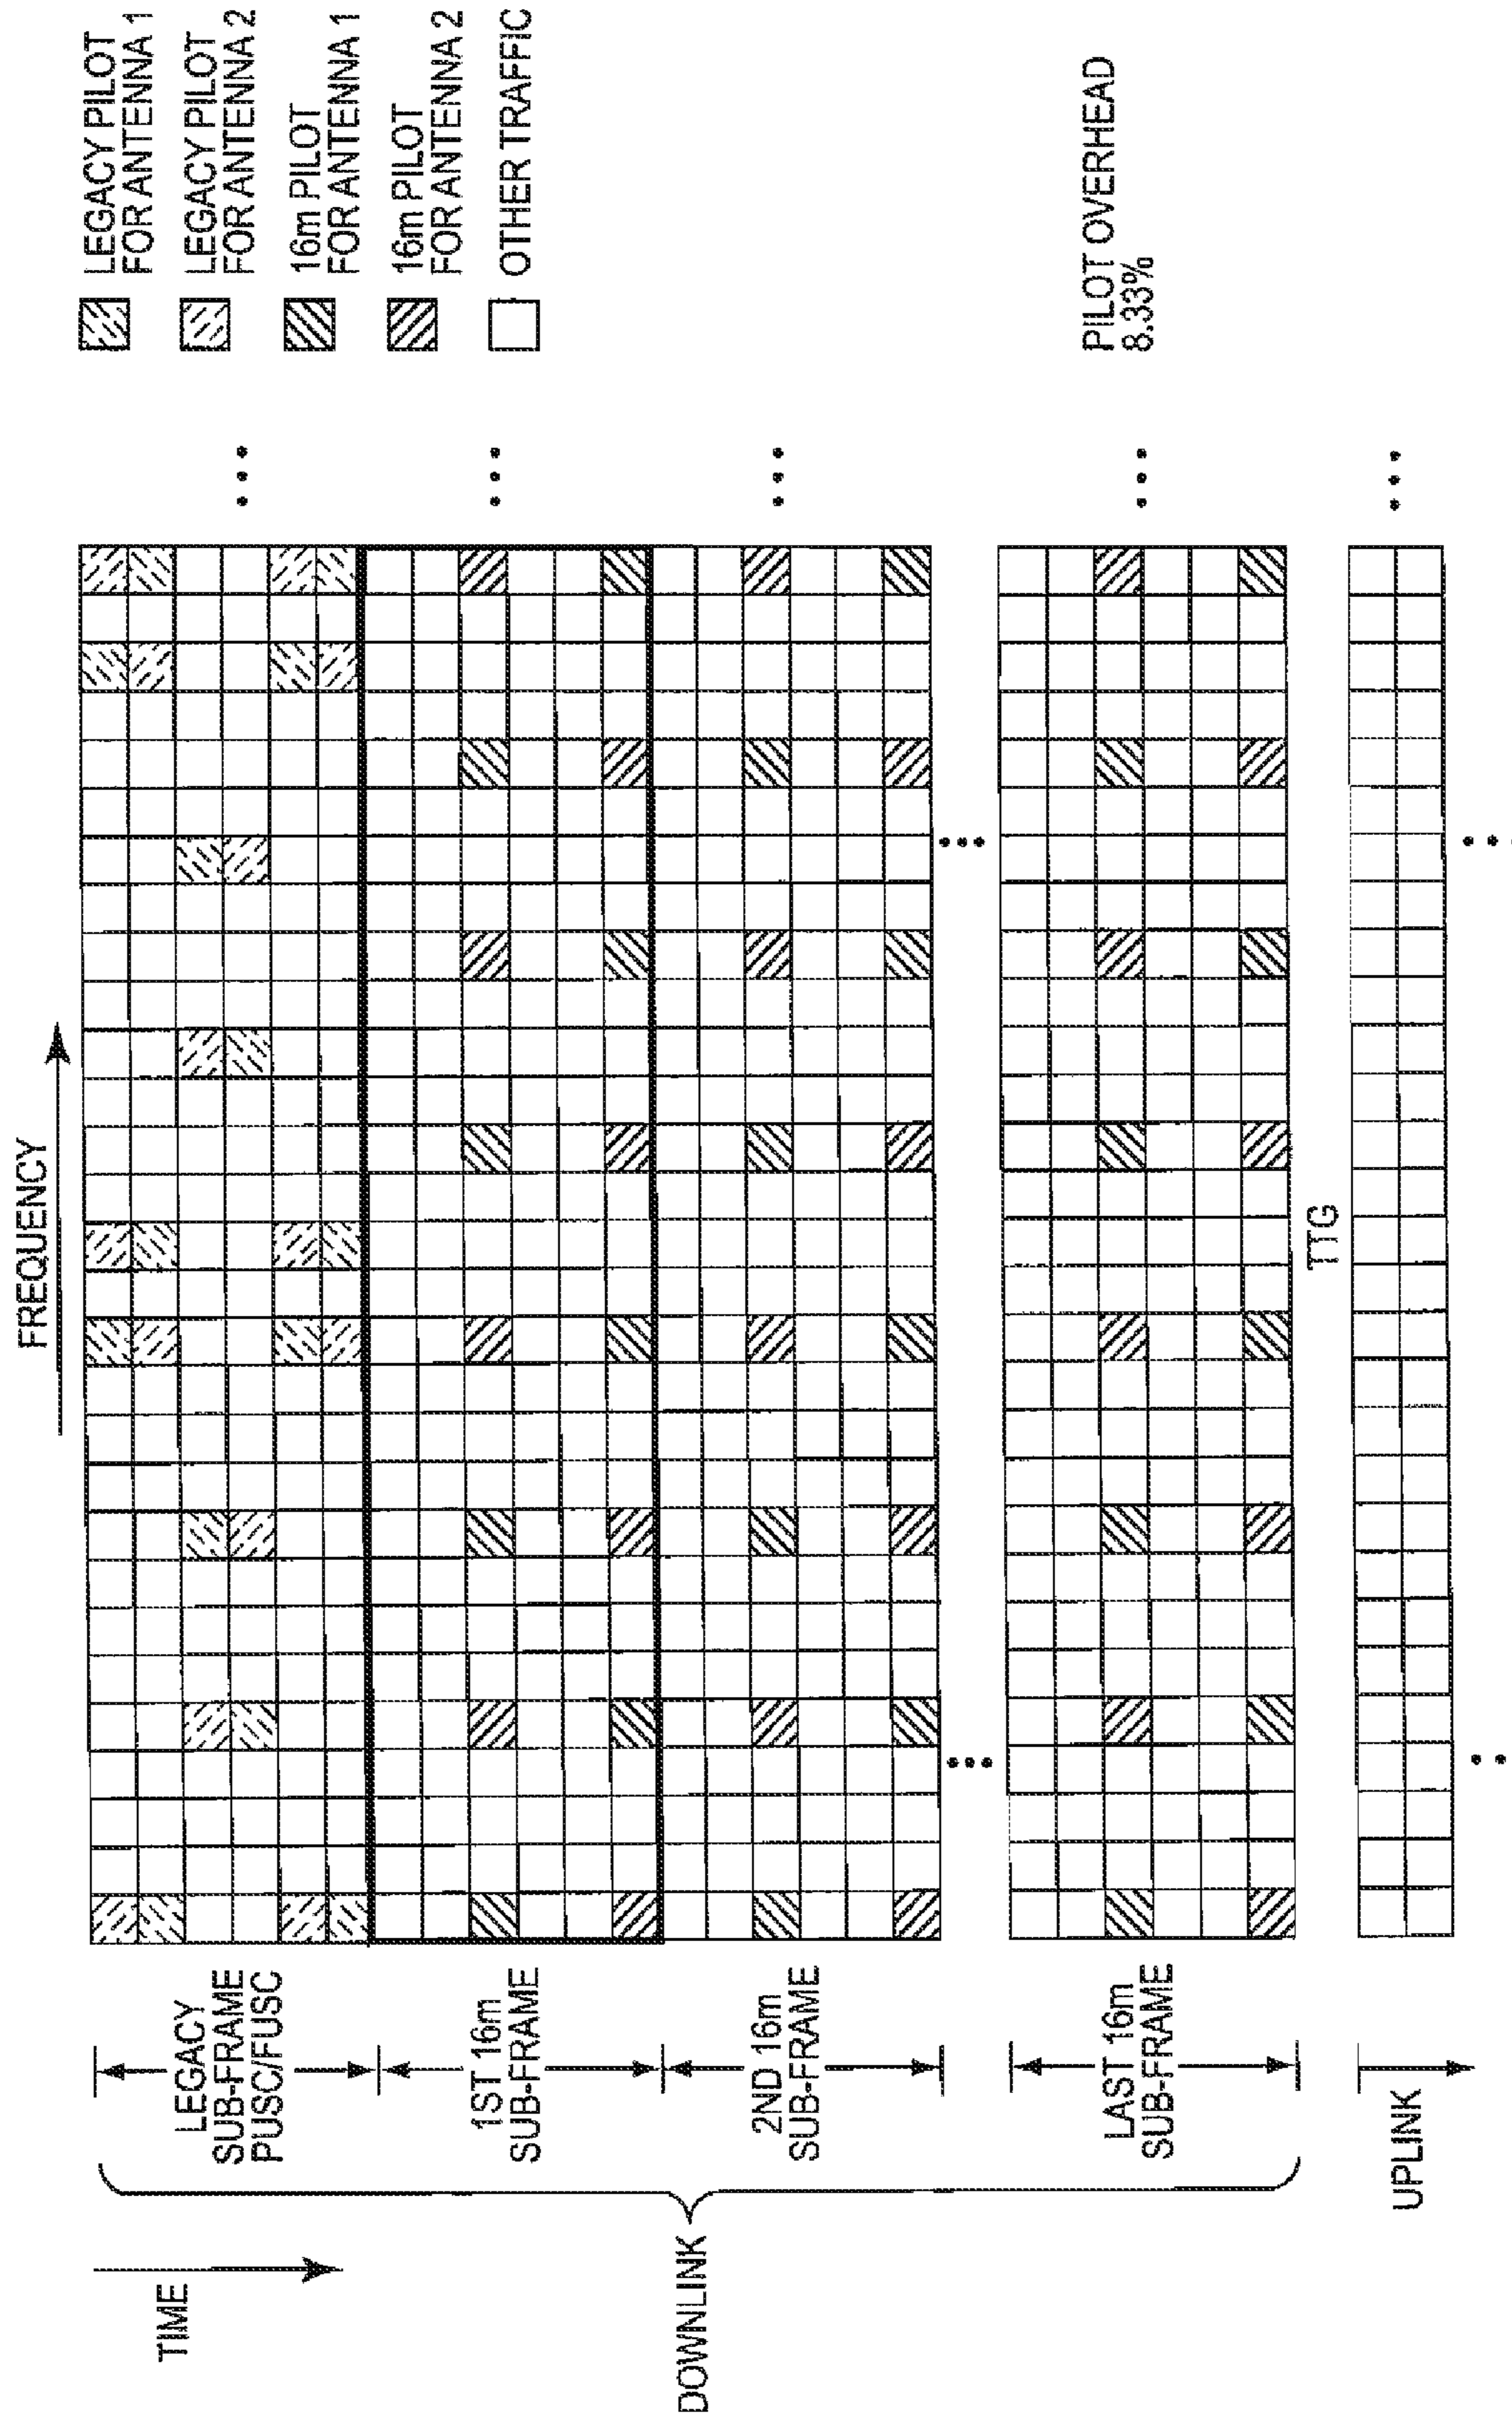 FREQUENCY
TIME
DOWNLINK
LEGACY
SUB-FRAME
PUSC/FUSC
1ST 16m
SUB-FRAME
2ND 16m
SUB-FRAME
LAST 16m
SUB-FRAME
TTG
UPLINK
LEGACY PILOT
FOR ANTENNA 1
LEGACY PILOT
FOR ANTENNA 2
16m PILOT
FOR ANTENNA 1
16m PILOT
FOR ANTENNA 2
OTHER TRAFFIC
PILOT OVERHEAD
8.33%